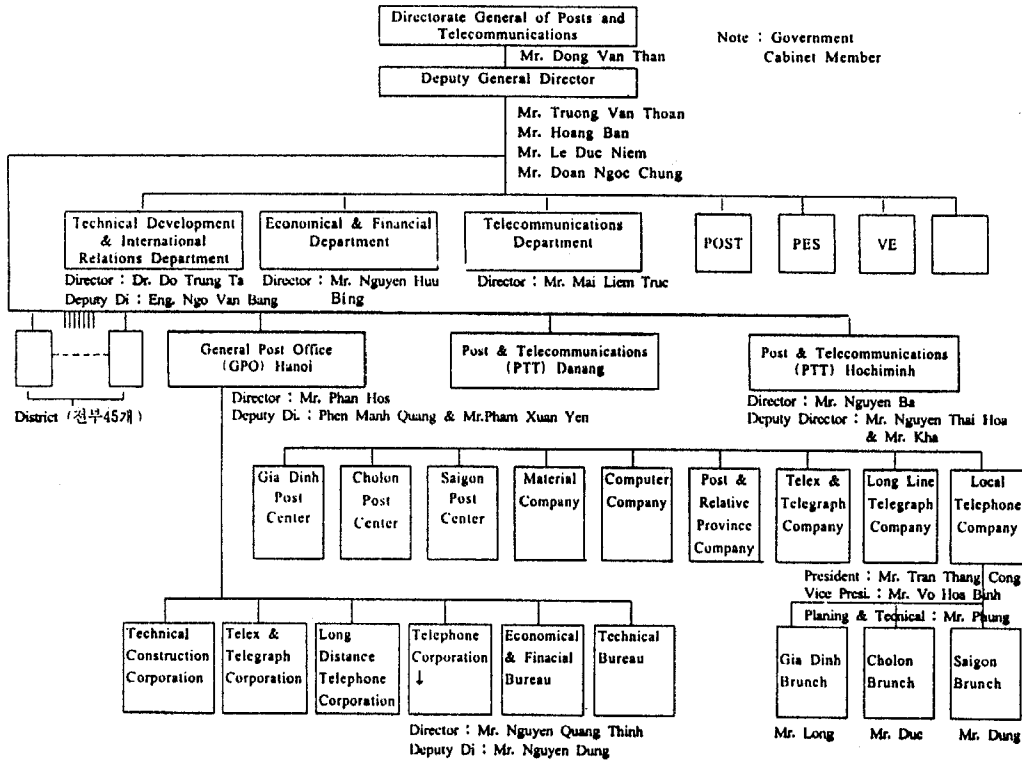 Directorate General of Posts and
Telecommunications
Note : Government
Cabinet Member
Mr. Dong Van Than
Deputy General Director
Mr. Truong Van Thoan
Mr. Hoang Ban
Mr. Le Duc Niem
Mr. Doan Ngoc Chung
Technical Development
& International
Relations Department
Economical & Financial
Department
Telecommunications
Department
POST
PES
VE
Director : Dr. Do Trung Ta
Deputy Di : Eng. Ngo Van Bang
Director : Mr. Nguyen Huu
Bing
Director : Mr. Mai Liem Truc
General Post Office
(GPO) Hanoi
Post & Telecommunications
(PTT) Danang
Post & Telecommunications
(PTT) Hochiminh
District (전부45개)
Director : Mr. Phan Hos
Deputy Di. : Phen Manh Quang & Mr.Pham Xuan Yen
Director : Mr. Nguyen Ba
Deputy Director : Mr. Nguyen Thai Hoa
& Mr. Kha
Gia Dinh
Post
Center
Cholon
Post
Center
Saigon
Post
Center
Material
Company
Computer
Company
Post &
Relative
Province
Company
Telex &
Telegraph
Company
Long Line
Telegraph
Company
Local
Telephone
Company
President : Mr. Tran Thang Cong
Vice Presi. : Mr. Vo Hoa Binh
Planing & Tecnical : Mr. Phung
Technical
Construction
Corporation
Telex &
Telegraph
Corporation
Long
Distance
Telephone
Corporation
Telephone
Corporation
↓
Economical
& Finacial
Bureau
Technical
Bureau
Gia Dinh
Brunch
Cholon
Brunch
Saigon
Brunch
Director : Mr. Nguyen Quang Thinh
Deputy Di : Mr. Nguyen Dung
Mr. Long
Mr. Duc
Mr. Dung